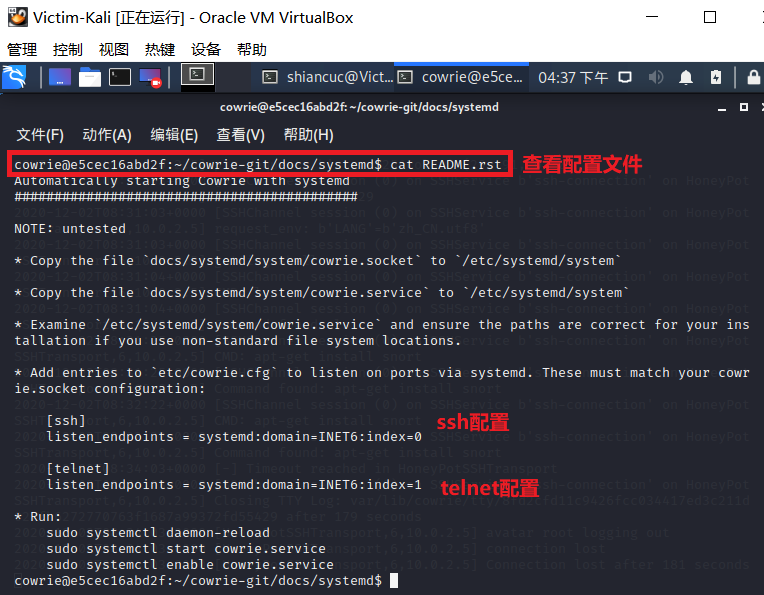 Victim-Kali [正在运行] - Oracle VM VirtualBox
管理 控制 视图 热键 设备 帮助
shiancuc@Vict... cowrie@e5ce... 04:37 下午
cowrie@e5cec16abd2f: ~/cowrie-git/docs/systemd
文件(F) 动作(A) 编辑(E) 查看(V) 帮助(H)
cowrie@e5cec16abd2f:~/cowrie-git/docs/systemd$ cat README.rst 查看配置文件
Automatically starting Cowrie with systemd
###########################################
NOTE: untested
* Copy the file `docs/systemd/system/cowrie.socket` to `/etc/systemd/system`
* Copy the file `docs/systemd/system/cowrie.service` to `/etc/systemd/system`
* Examine `/etc/systemd/system/cowrie.service` and ensure the paths are correct for your ins
tallation if you use non-standard file system locations.
* Add entries to `etc/cowrie.cfg` to listen on ports via systemd. These must match your cowr
ie.socket configuration:
[ssh] ssh配置
listen_endpoints = systemd:domain=INET6:index=0
[telnet]
listen_endpoints = systemd:domain=INET6:index=1 telnet配置
* Run:
sudo systemctl daemon-reload
sudo systemctl start cowrie.service
sudo systemctl enable cowrie.service
cowrie@e5cec16abd2f:~/cowrie-git/docs/systemd$